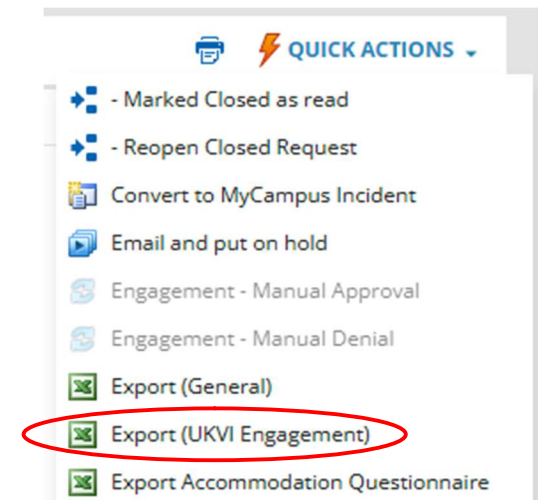 QUICK ACTIONS
- Marked Closed as read
- Reopen Closed Request
Convert to MyCampus Incident
Email and put on hold
Engagement - Manual Approval
Engagement - Manual Denial
Export (General)
Export (UKVI Engagement)
Export Accommodation Questionnaire